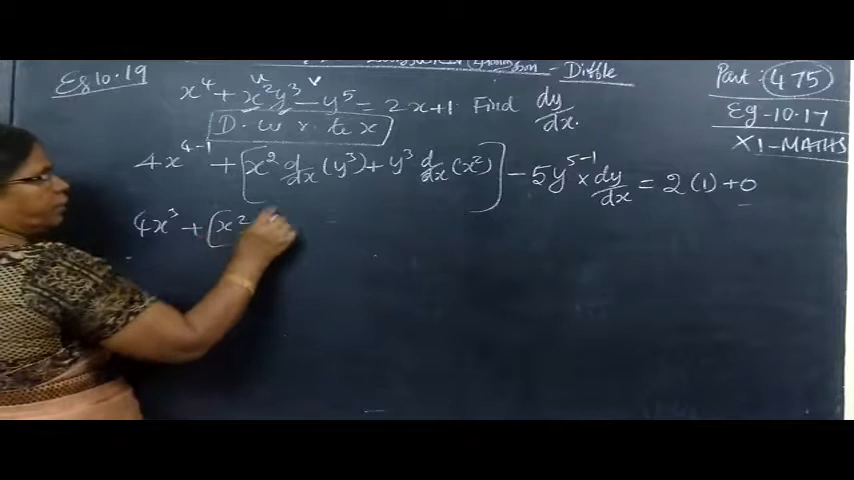 Diffle
Eg 10.19
x⁴ + x²y³ - y⁵ = 2x+1. Find dy/dx.
Part: 475
Eg-10.17
XI-MATHS
D. w. r. to x
4x⁴⁻¹ + [x² d/dx (y³) + y³ d/dx (x²)] - 5y⁵⁻¹ × dy/dx = 2(1) + 0
4x³ + [x²